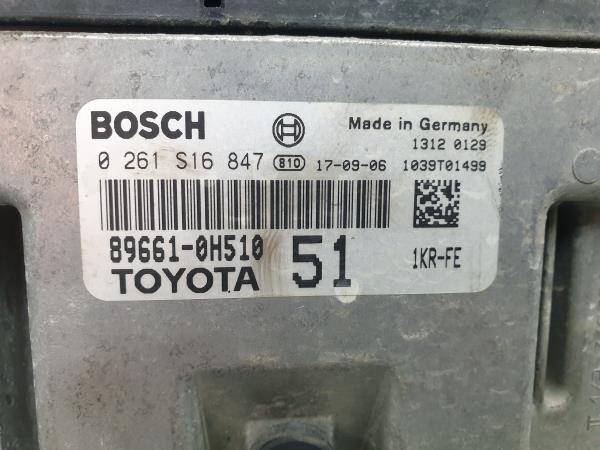 BOSCH Made in Germany
1312 0129
0 261 S16 847 810 17-09-06 1039T01499
89661-0H510 51 1KR-FE
TOYOTA